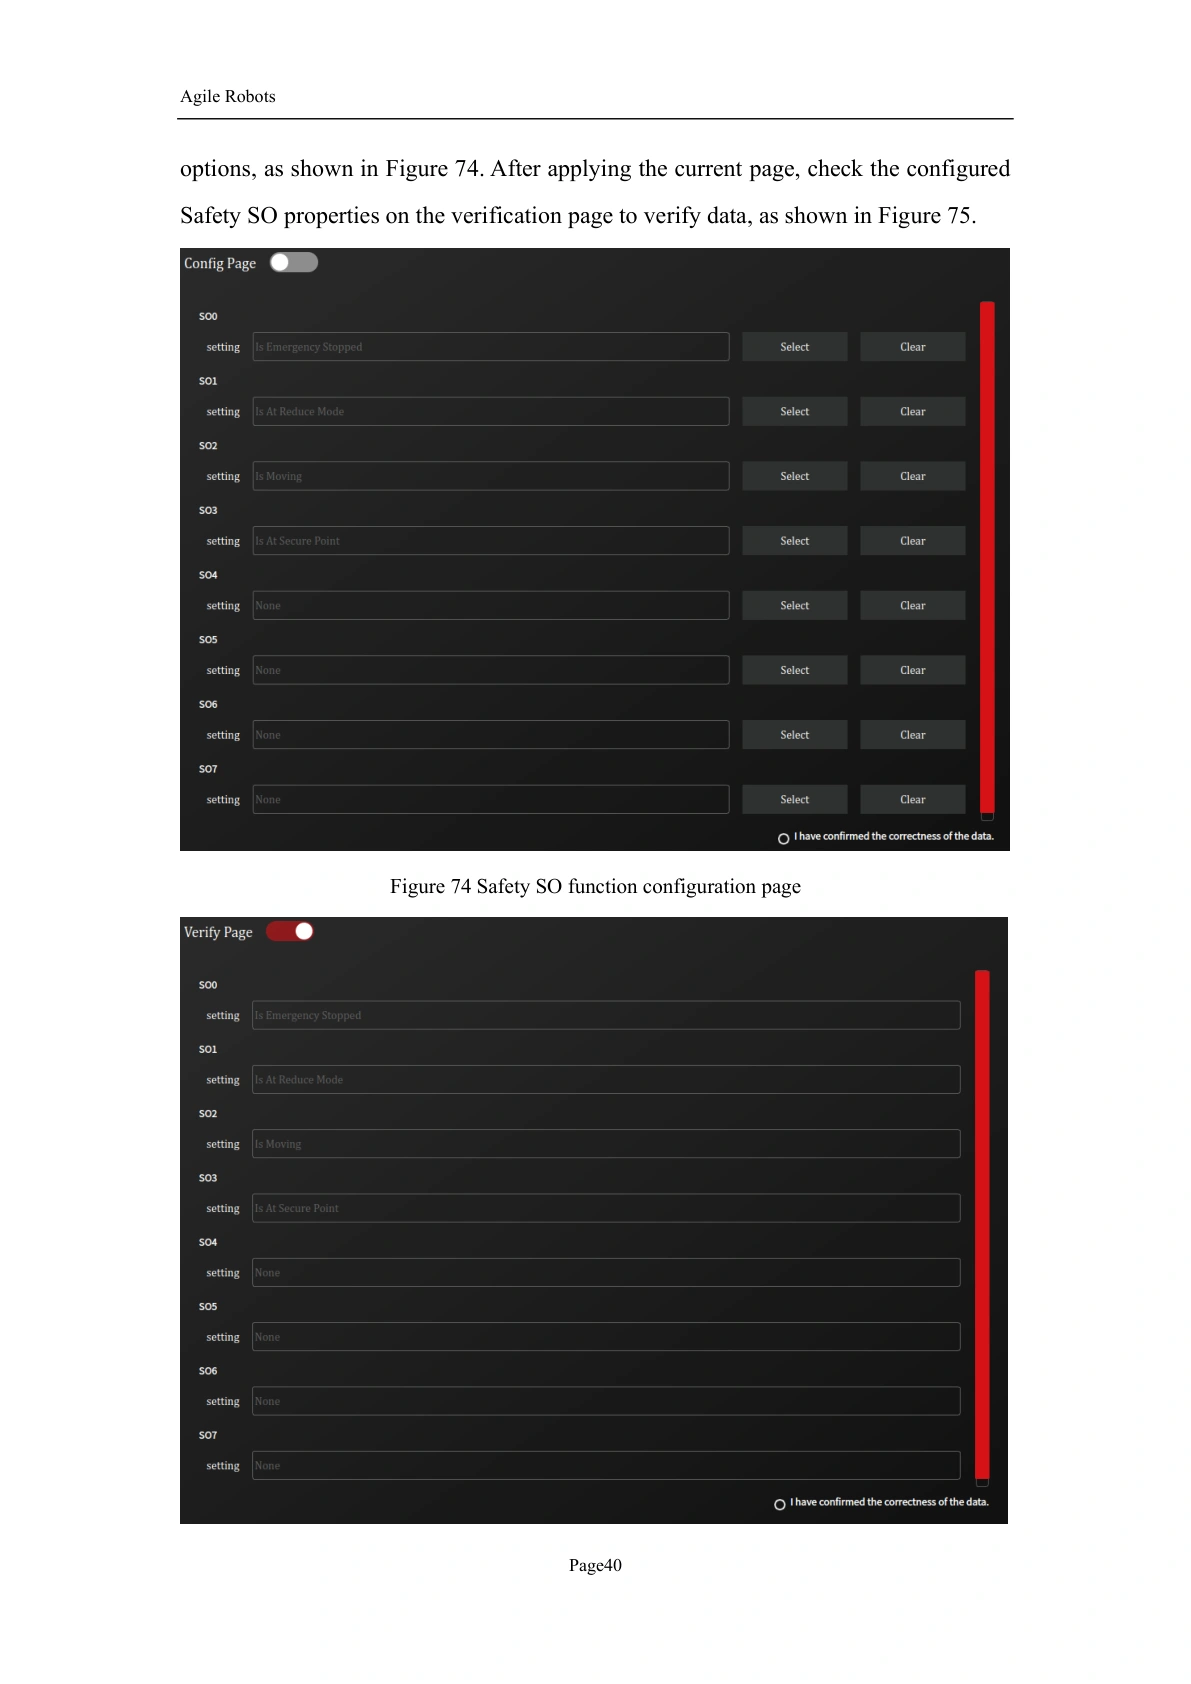 Agile Robots
options, as shown in Figure 74. After applying the current page, check the configured
Safety SO properties on the verification page to verify data, as shown in Figure 75.
Config Page
SO0
setting Is Emergency Stopped Select Clear
SO1
setting Is At Reduce Mode Select Clear
SO2
setting Is Moving Select Clear
SO3
setting Is At Secure Point Select Clear
SO4
setting None Select Clear
SO5
setting None Select Clear
SO6
setting None Select Clear
SO7
setting None Select Clear
I have confirmed the correctness of the data.
Figure 74 Safety SO function configuration page
Verify Page
SO0
setting Is Emergency Stopped
SO1
setting Is At Reduce Mode
SO2
setting Is Moving
SO3
setting Is At Secure Point
SO4
setting None
SO5
setting None
SO6
setting None
SO7
setting None
I have confirmed the correctness of the data.
Page40